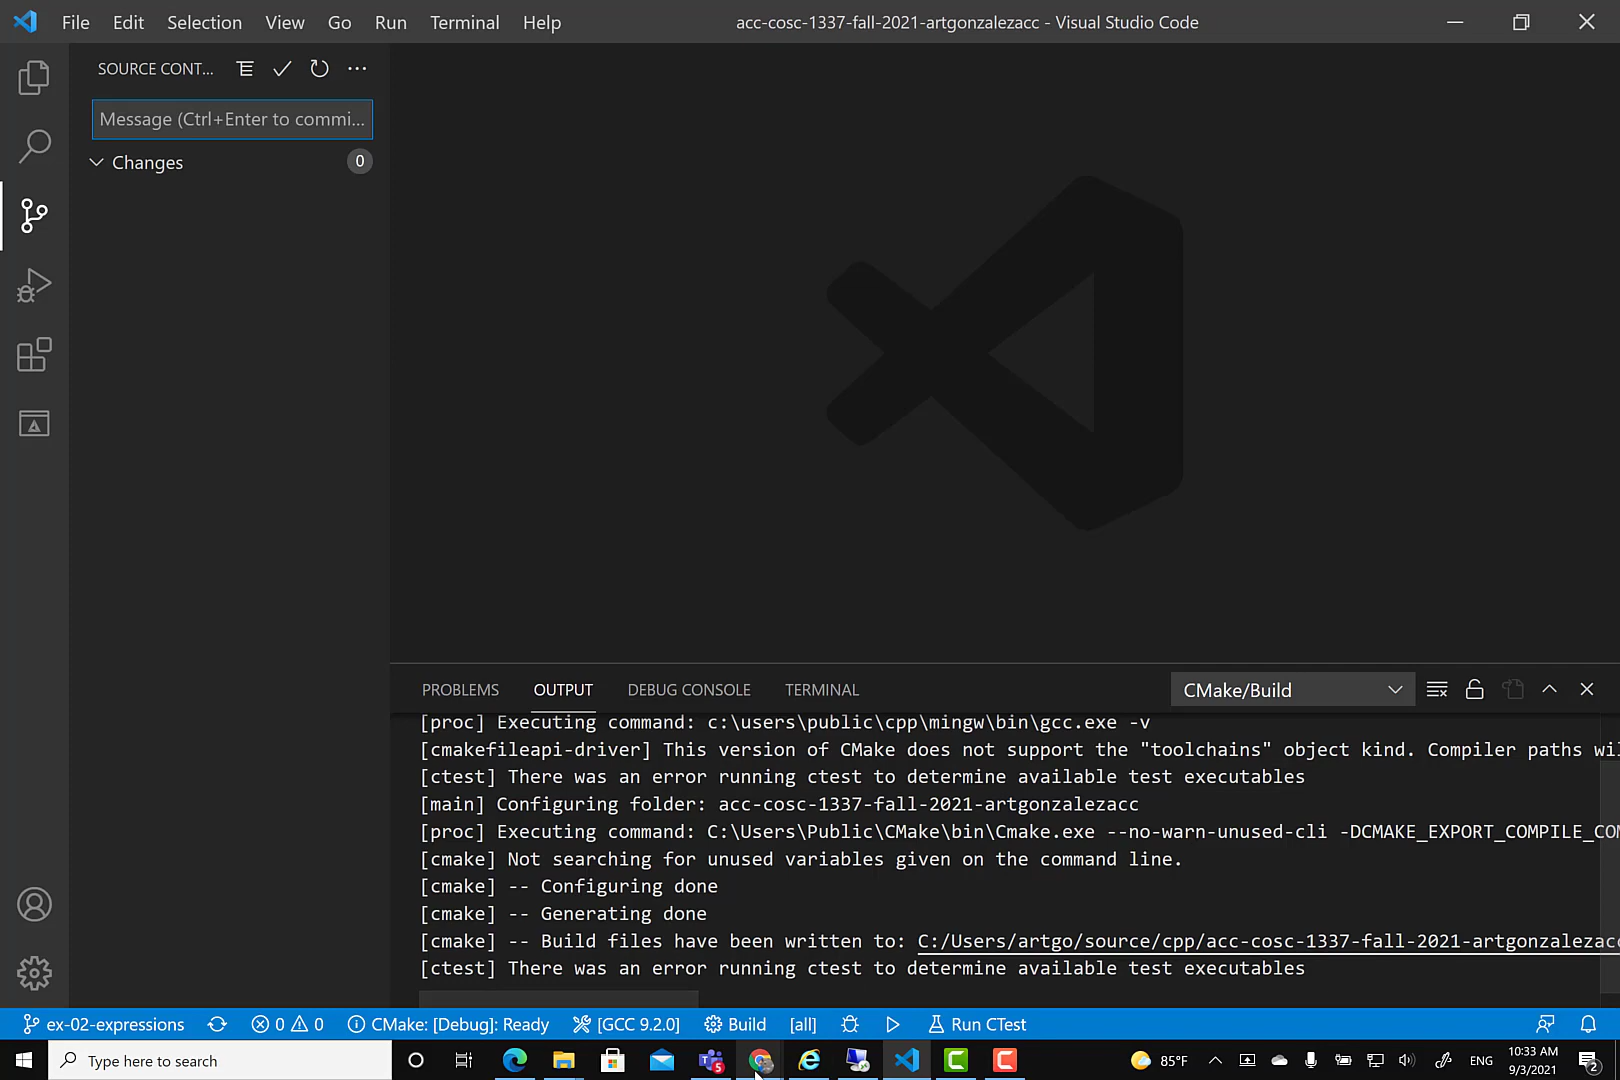 File Edit Selection View Go Run Terminal Help
acc-cosc-1337-fall-2021-artgonzalezacc - Visual Studio Code
SOURCE CONT...
Message (Ctrl+Enter to commi...
Changes 0
PROBLEMS OUTPUT DEBUG CONSOLE TERMINAL
CMake/Build
[proc] Executing command: c:\users\public\cpp\mingw\bin\gcc.exe -v
[cmakefileapi-driver] This version of CMake does not support the "toolchains" object kind. Compiler paths wil
[ctest] There was an error running ctest to determine available test executables
[main] Configuring folder: acc-cosc-1337-fall-2021-artgonzalezacc
[proc] Executing command: C:\Users\Public\CMake\bin\Cmake.exe --no-warn-unused-cli -DCMAKE_EXPORT_COMPILE_COM
[cmake] Not searching for unused variables given on the command line.
[cmake] -- Configuring done
[cmake] -- Generating done
[cmake] -- Build files have been written to: C:/Users/artgo/source/cpp/acc-cosc-1337-fall-2021-artgonzalezacc
[ctest] There was an error running ctest to determine available test executables
ex-02-expressions 0 0 CMake: [Debug]: Ready [GCC 9.2.0] Build [all] Run CTest
Type here to search
5
85°F
ENG
10:33 AM
9/3/2021
2